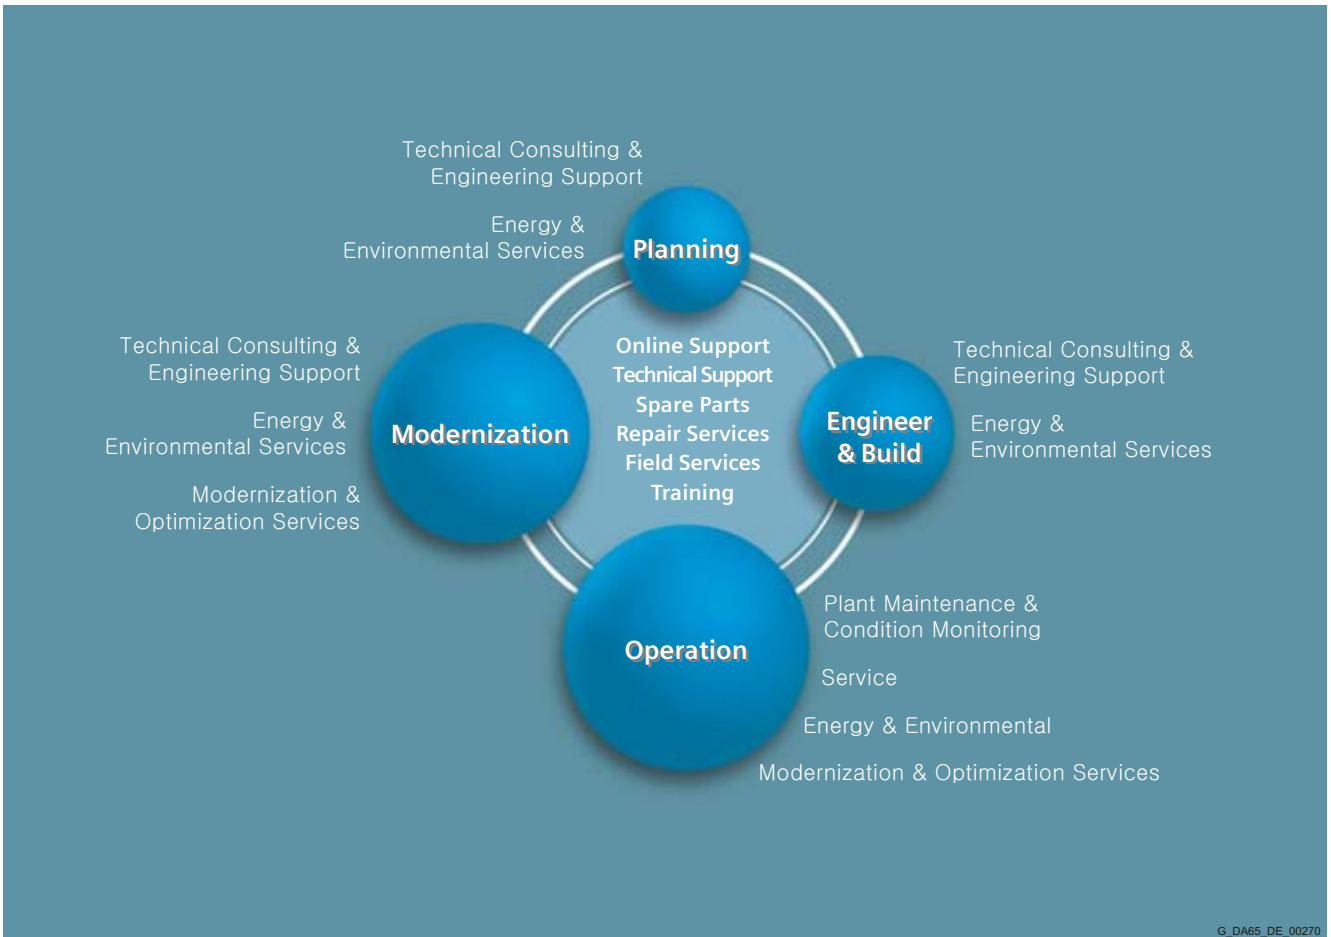 Technical Consulting &
Engineering Support
Energy &
Environmental Services
Planning
Technical Consulting &
Engineering Support
Energy &
Environmental Services
Modernization &
Optimization Services
Modernization
Online Support
Technical Support
Spare Parts
Repair Services
Field Services
Training
Engineer
& Build
Technical Consulting &
Engineering Support
Energy &
Environmental Services
Operation
Plant Maintenance &
Condition Monitoring
Service
Energy & Environmental
Modernization & Optimization Services
G_DA65_DE_00270